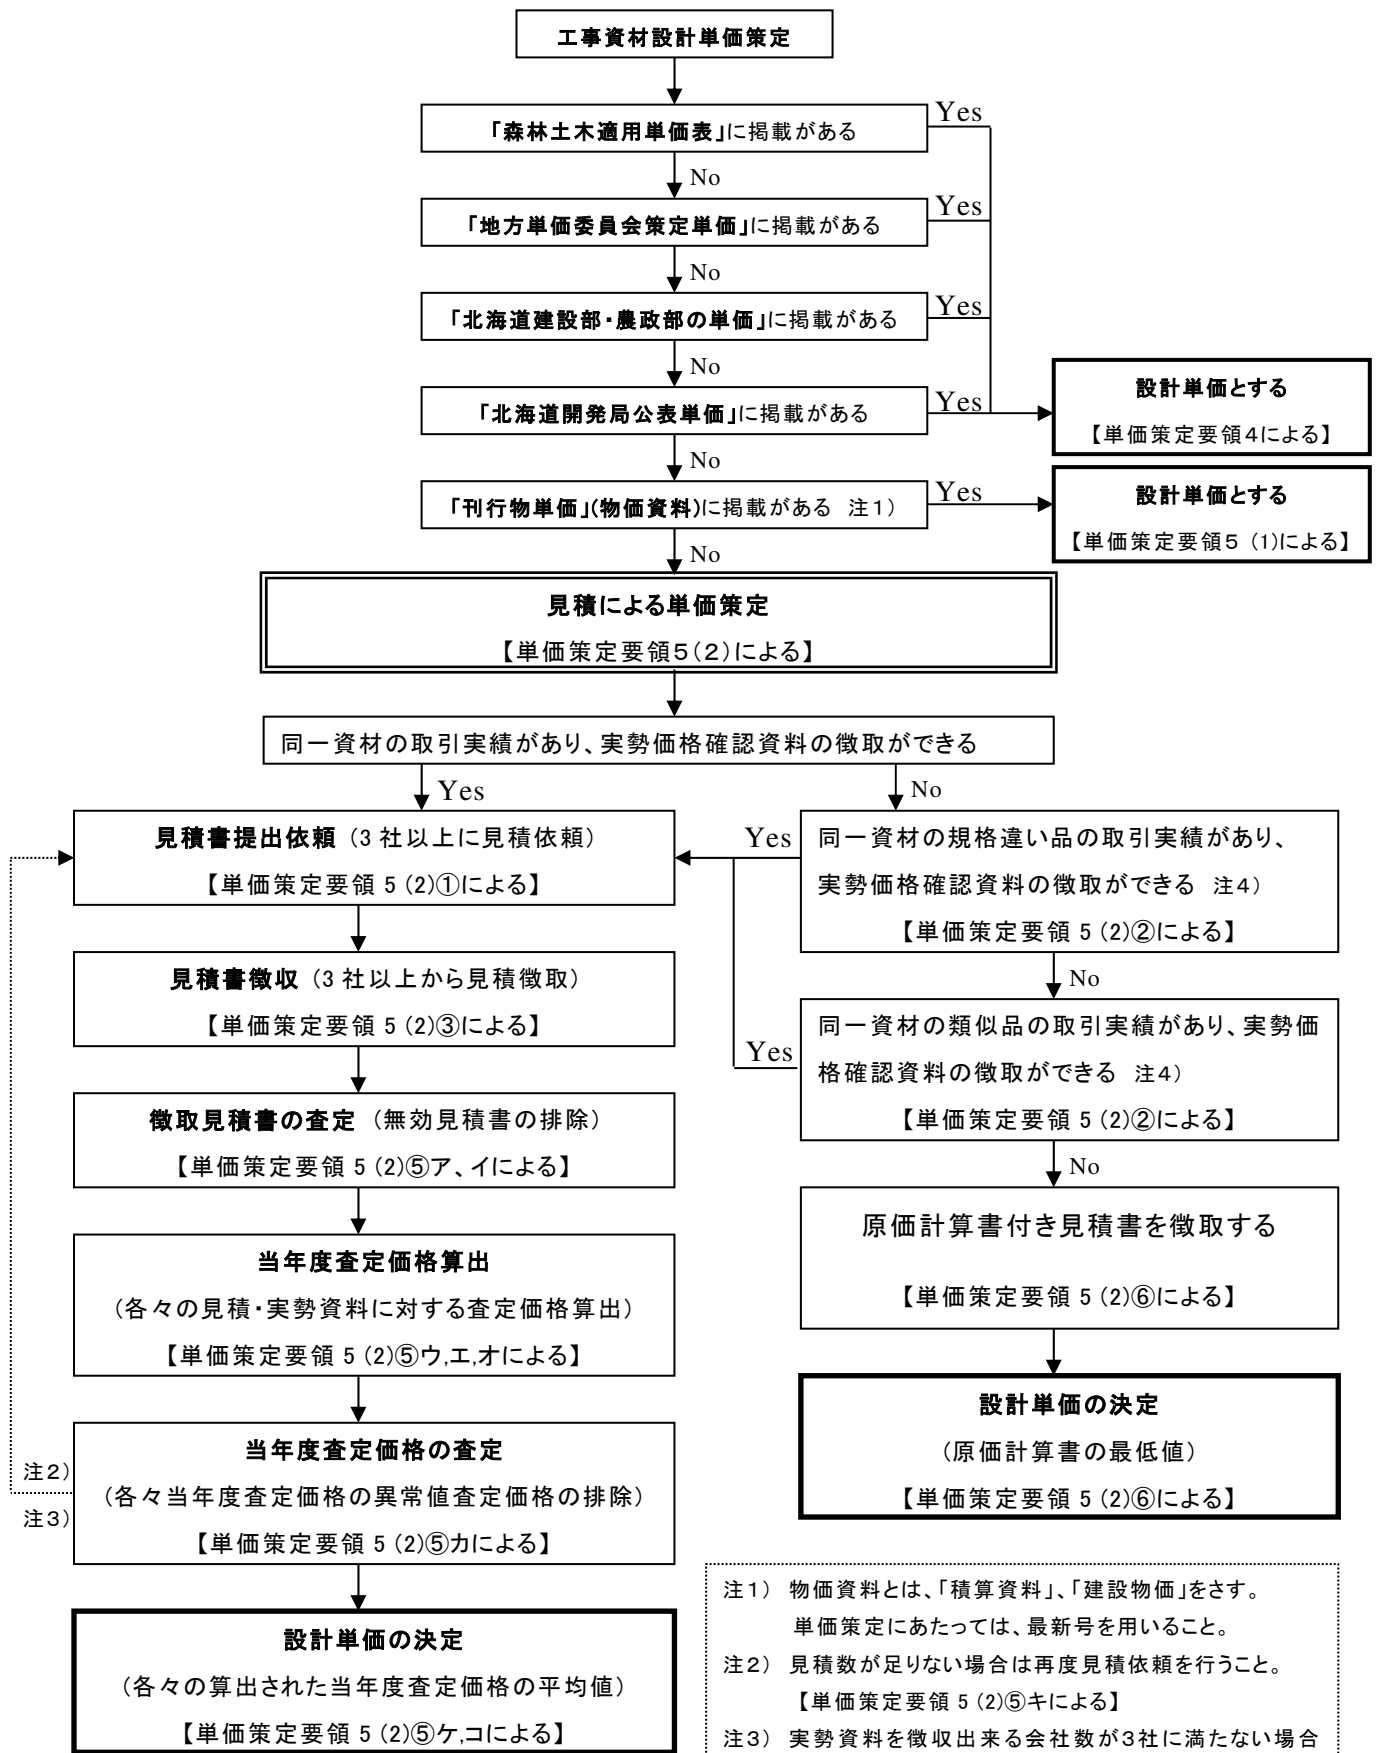 工事資材設計単価策定
「森林土木適用単価表」に掲載がある
Yes
No
「地方単価委員会策定単価」に掲載がある
Yes
No
「北海道建設部・農政部の単価」に掲載がある
Yes
No
「北海道開発局公表単価」に掲載がある
Yes
設計単価とする
【単価策定要領4による】
No
「刊行物単価」(物価資料)に掲載がある 注1)
Yes
設計単価とする
【単価策定要領5 (1)による】
No
見積による単価策定
【単価策定要領5(2)による】
同一資材の取引実績があり、実勢価格確認資料の徴取ができる
Yes
No
見積書提出依頼 (3社以上に見積依頼)
【単価策定要領 5 (2)①による】
Yes
同一資材の規格違い品の取引実績があり、
実勢価格確認資料の徴取ができる 注4)
【単価策定要領 5 (2)②による】
No
見積書徴収 (3社以上から見積徴取)
【単価策定要領 5 (2)③による】
Yes
同一資材の類似品の取引実績があり、実勢価
格確認資料の徴取ができる 注4)
【単価策定要領 5 (2)②による】
No
徴取見積書の査定 (無効見積書の排除)
【単価策定要領 5 (2)⑤ア、イによる】
原価計算書付き見積書を徴取する
【単価策定要領 5 (2)⑥による】
当年度査定価格算出
(各々の見積・実勢資料に対する査定価格算出)
【単価策定要領 5 (2)⑤ウ,エ,オによる】
設計単価の決定
(原価計算書の最低値)
【単価策定要領 5 (2)⑥による】
当年度査定価格の査定
(各々当年度査定価格の異常値査定価格の排除)
【単価策定要領 5 (2)⑤カによる】
注2)
注3)
設計単価の決定
(各々の算出された当年度査定価格の平均値)
【単価策定要領 5 (2)⑤ケ,コによる】
注1) 物価資料とは、「積算資料」、「建設物価」をさす。
単価策定にあたっては、最新号を用いること。
注2) 見積数が足りない場合は再度見積依頼を行うこと。
【単価策定要領 5 (2)⑤キによる】
注3) 実勢資料を徴収出来る会社数が3社に満たない場合